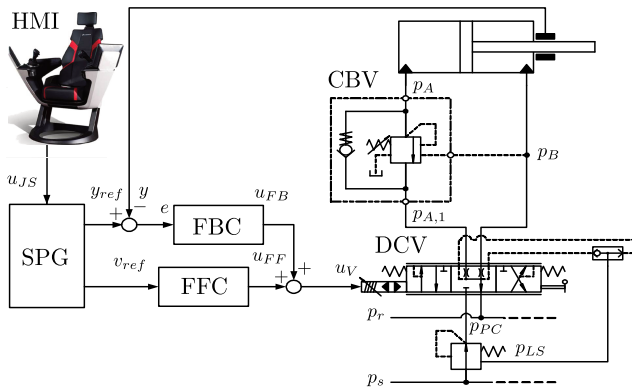 HMI
CBV
p_A
p_B
u_JS
y_ref
y
+
−
e
u_FB
SPG
FBC
p_A,1
DCV
v_ref
u_FF
+
+
FFC
u_V
p_r
p_PC
p_LS
p_s